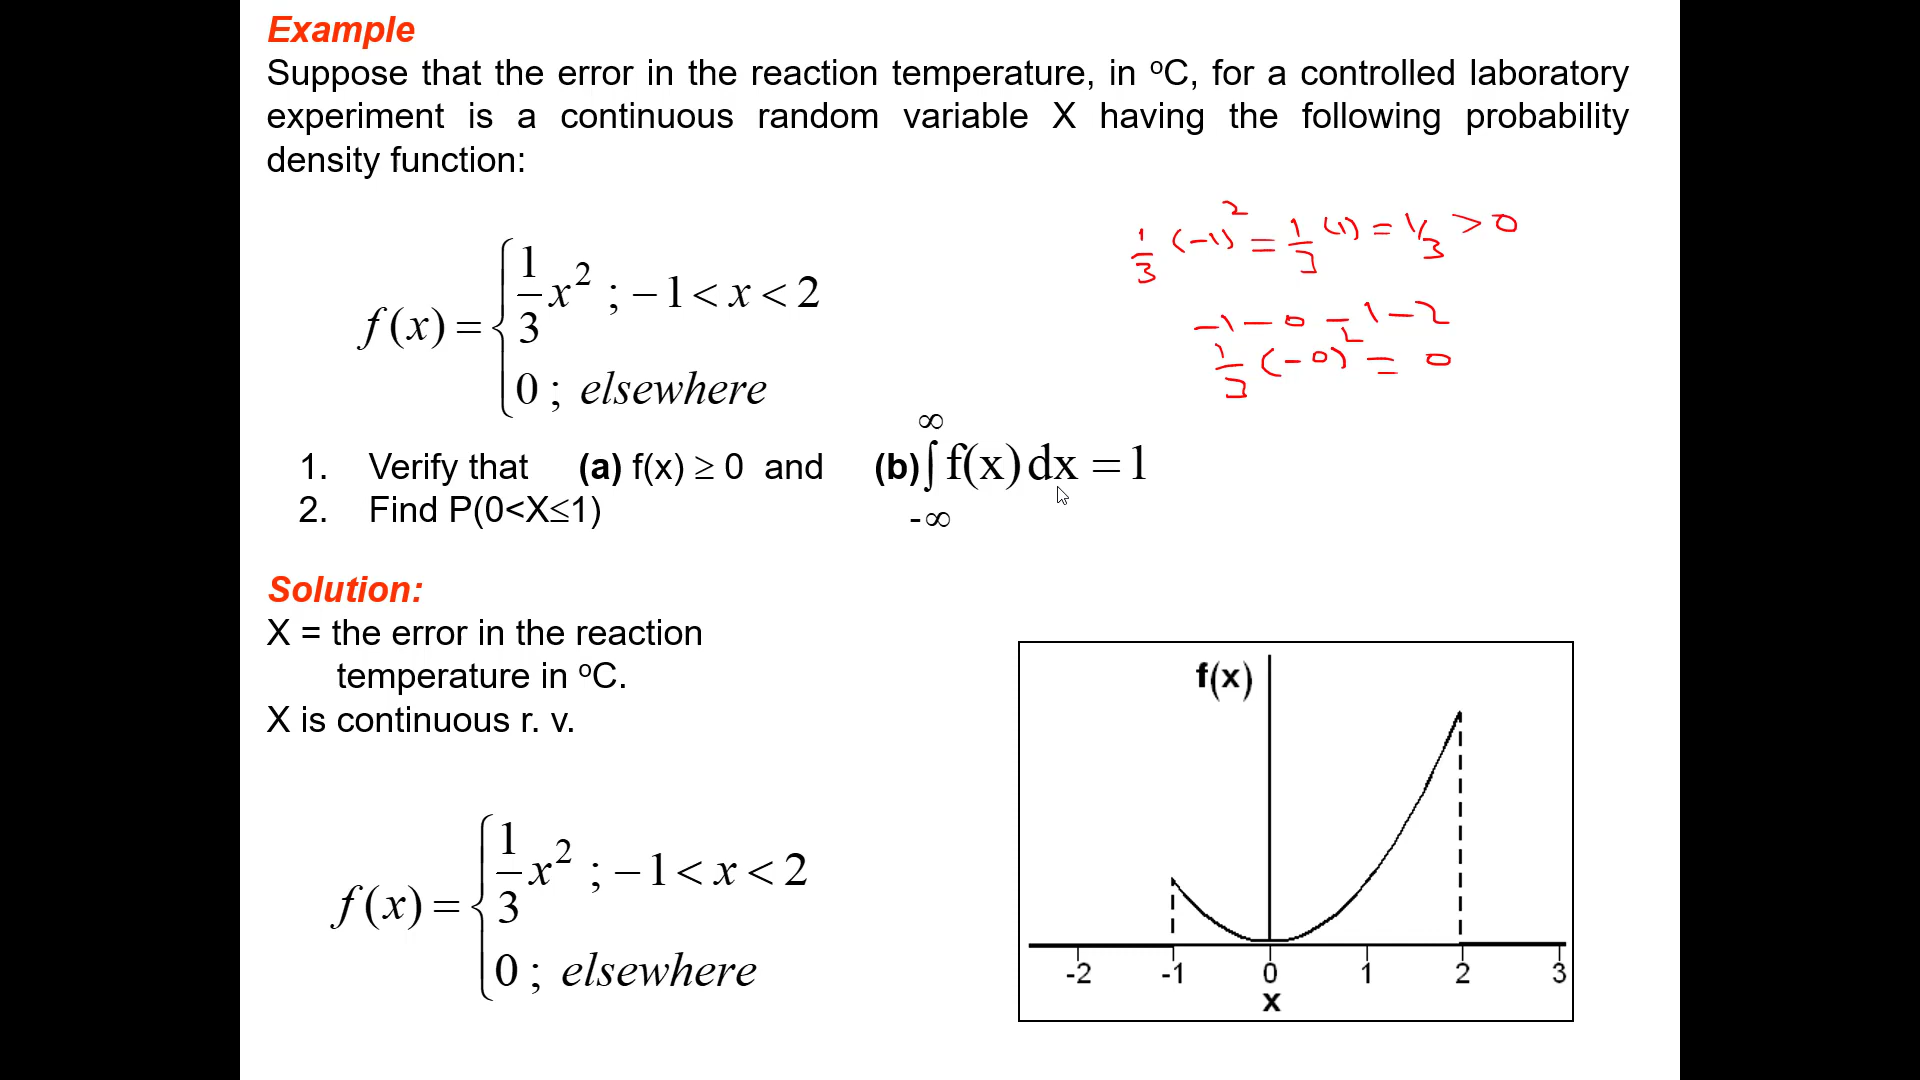 Example
Suppose that the error in the reaction temperature, in °C, for a controlled laboratory
experiment is a continuous random variable X having the following probability
density function:
1/3 (-1)² = 1/3 (1) = 1/3 > 0
f(x) = { 1/3 x² ; −1 < x < 2
0 ; elsewhere
-1 - 0 - 1 - 2
1/3 (-0)² = 0
1. Verify that (a) f(x) ≥ 0 and (b) ∫_{-∞}^{∞} f(x) dx = 1
2. Find P(0<X≤1)
Solution:
X = the error in the reaction
temperature in °C.
X is continuous r. v.
f(x) = { 1/3 x² ; −1 < x < 2
0 ; elsewhere
f(x)
-2 -1 0 1 2 3
x